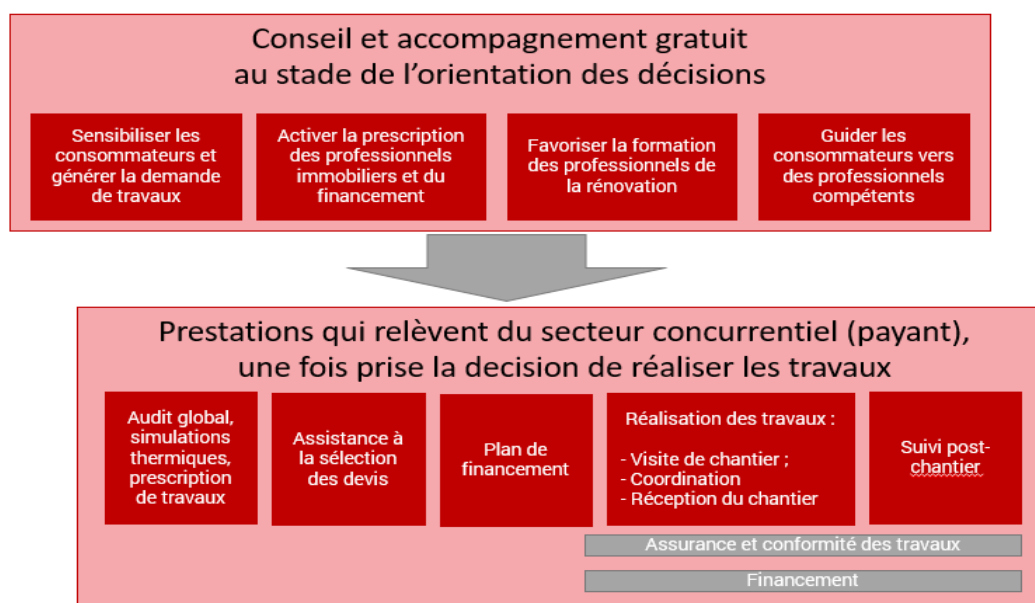 Conseil et accompagnement gratuit
au stade de l'orientation des décisions
Sensibiliser les
consommateurs et
générer la demande
de travaux
Activer la prescription
des professionnels
immobiliers et du
financement
Favoriser la formation
des professionnels de
la rénovation
Guider les
consommateurs vers
des professionnels
compétents
Prestations qui relèvent du secteur concurrentiel (payant),
une fois prise la decision de réaliser les travaux
Audit global,
simulations
thermiques,
prescription
de travaux
Assistance à
la sélection
des devis
Plan de
financement
Réalisation des travaux :
- Visite de chantier ;
- Coordination
- Réception du chantier
Suivi post-
chantier
Assurance et conformité des travaux
Financement